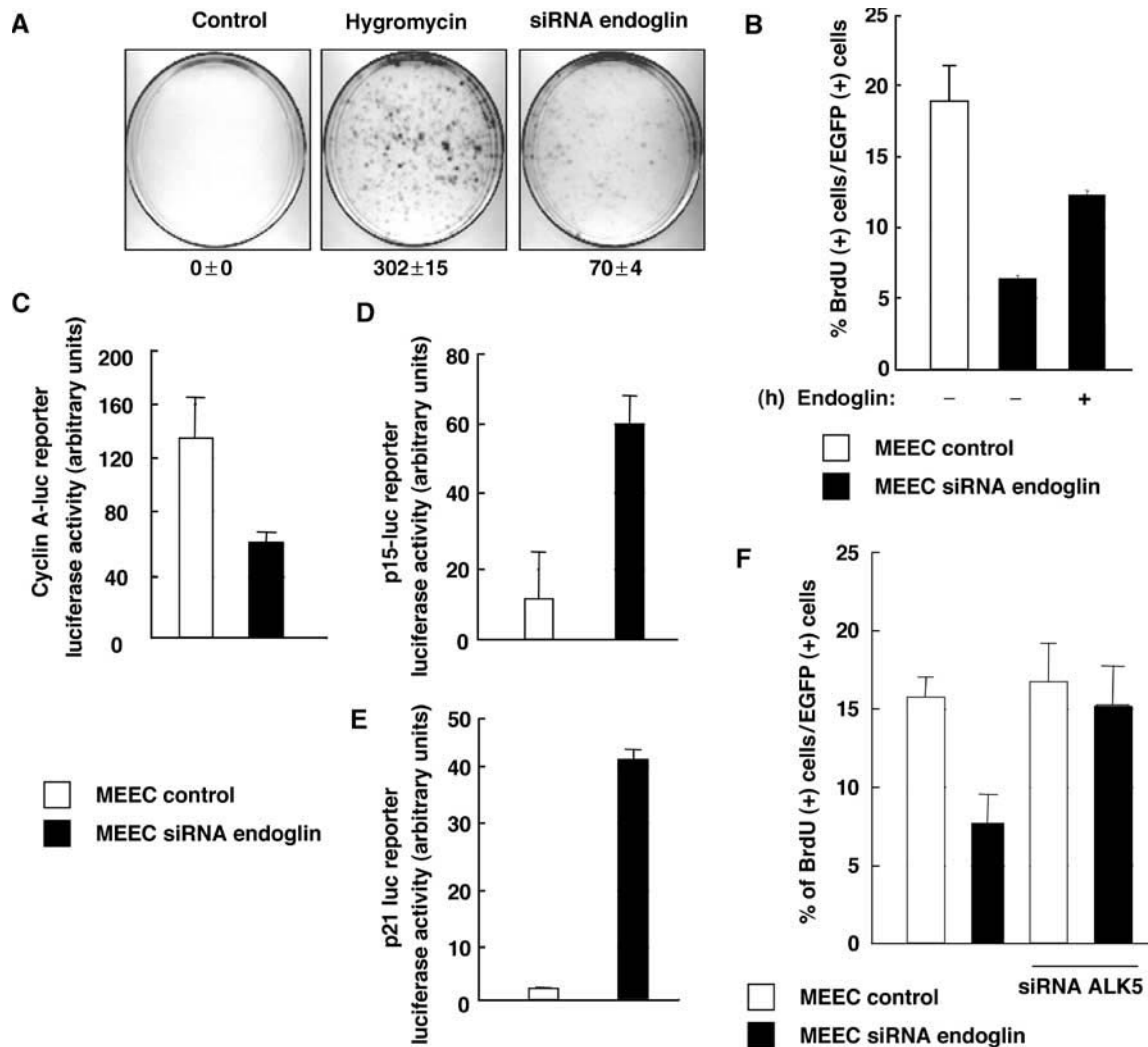 A
Control
Hygromycin
siRNA endoglin
0±0
302±15
70±4
B
% BrdU (+) cells/EGFP (+) cells
25
20
15
10
5
0
(h) Endoglin: – – +
MEEC control
MEEC siRNA endoglin
C
Cyclin A-luc reporter
luciferase activity (arbitrary units)
200
160
120
80
40
0
D
p15-luc reporter
luciferase activity (arbitrary units)
80
60
40
20
0
MEEC control
MEEC siRNA endoglin
E
p21 luc reporter
luciferase activity (arbitrary units)
50
40
30
40
10
0
F
% of BrdU (+) cells/EGFP (+) cells
25
20
15
10
5
0
siRNA ALK5
MEEC control
MEEC siRNA endoglin